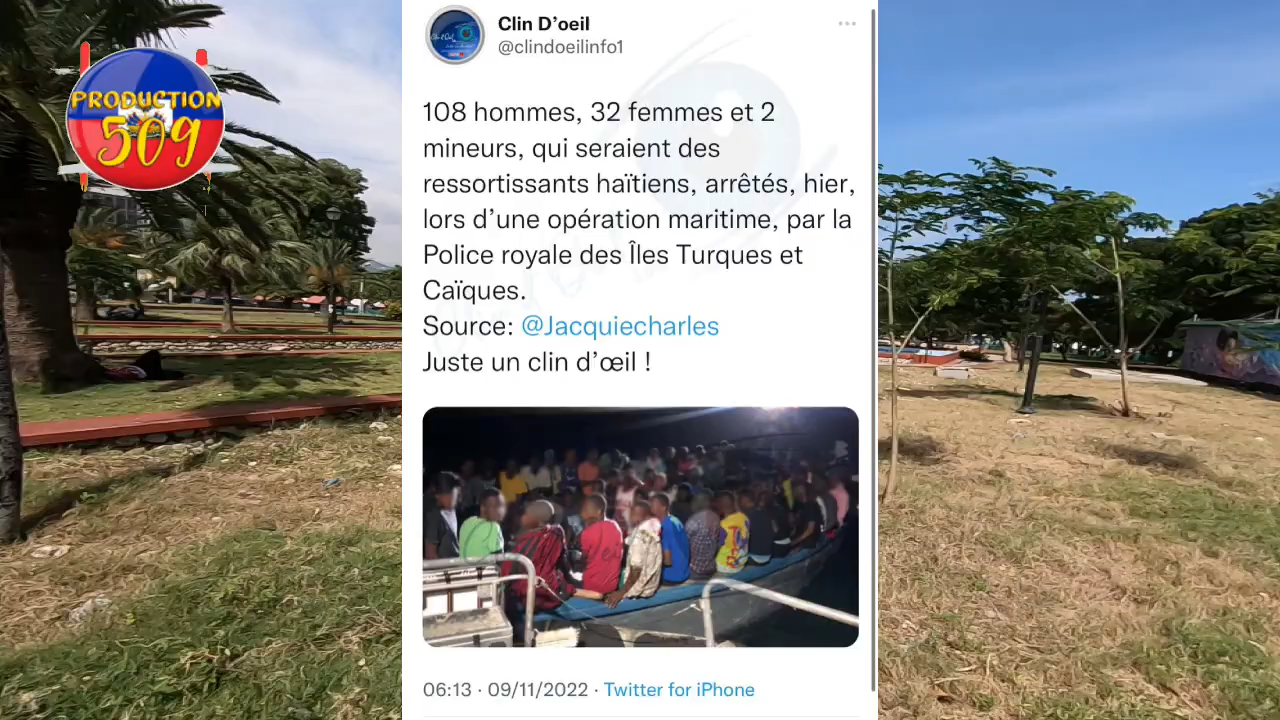 PRODUCTION
509
Clin D’oeil
@clindoeilinfo1
108 hommes, 32 femmes et 2
mineurs, qui seraient des
ressortissants haïtiens, arrêtés, hier,
lors d’une opération maritime, par la
Police royale des Îles Turques et
Caïques.
Source: @Jacquiecharles
Juste un clin d’œil !
06:13 · 09/11/2022 · Twitter for iPhone